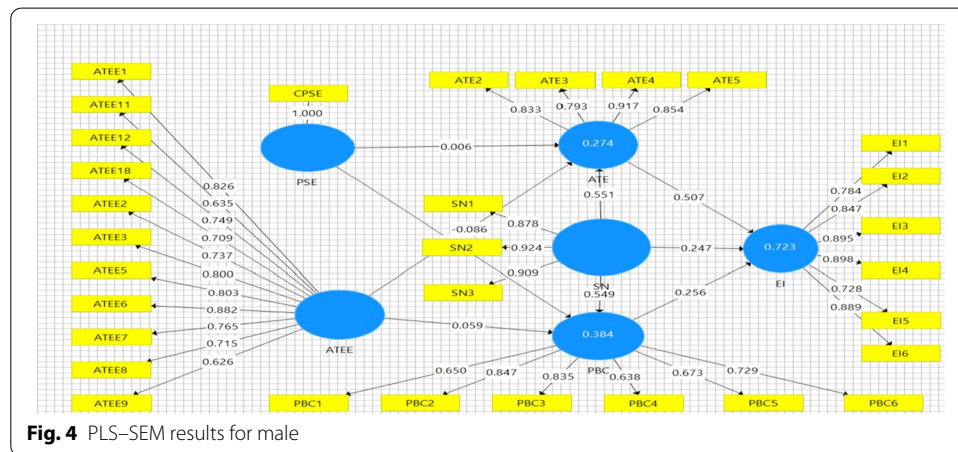 ATEE1
ATEE11
ATEE12
ATEE18
ATEE2
ATEE3
ATEE5
ATEE6
ATEE7
ATEE8
ATEE9
0.826
0.635
0.749
0.709
0.737
0.800
0.803
0.882
0.765
0.715
0.626
ATEE
CPSE
1.000
PSE
0.006
-0.086
0.059
ATE2
ATE3
ATE4
ATE5
0.833
0.793
0.917
0.854
0.274
ATE
0.551
0.507
SN1
SN2
SN3
0.878
0.924
0.909
SN
0.247
0.549
0.256
0.384
PBC
0.650
0.847
0.835
0.638
0.673
0.729
PBC1
PBC2
PBC3
PBC4
PBC5
PBC6
0.723
EI
0.784
0.847
0.895
0.898
0.728
0.889
EI1
EI2
EI3
EI4
EI5
EI6
Fig. 4 PLS–SEM results for male